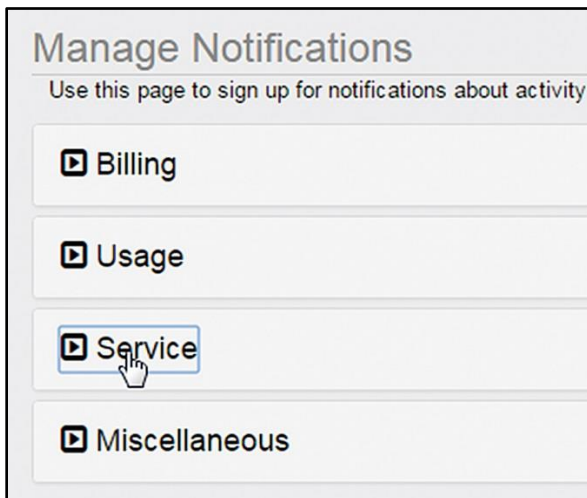 Manage Notifications
Use this page to sign up for notifications about activity
Billing
Usage
Service
Miscellaneous